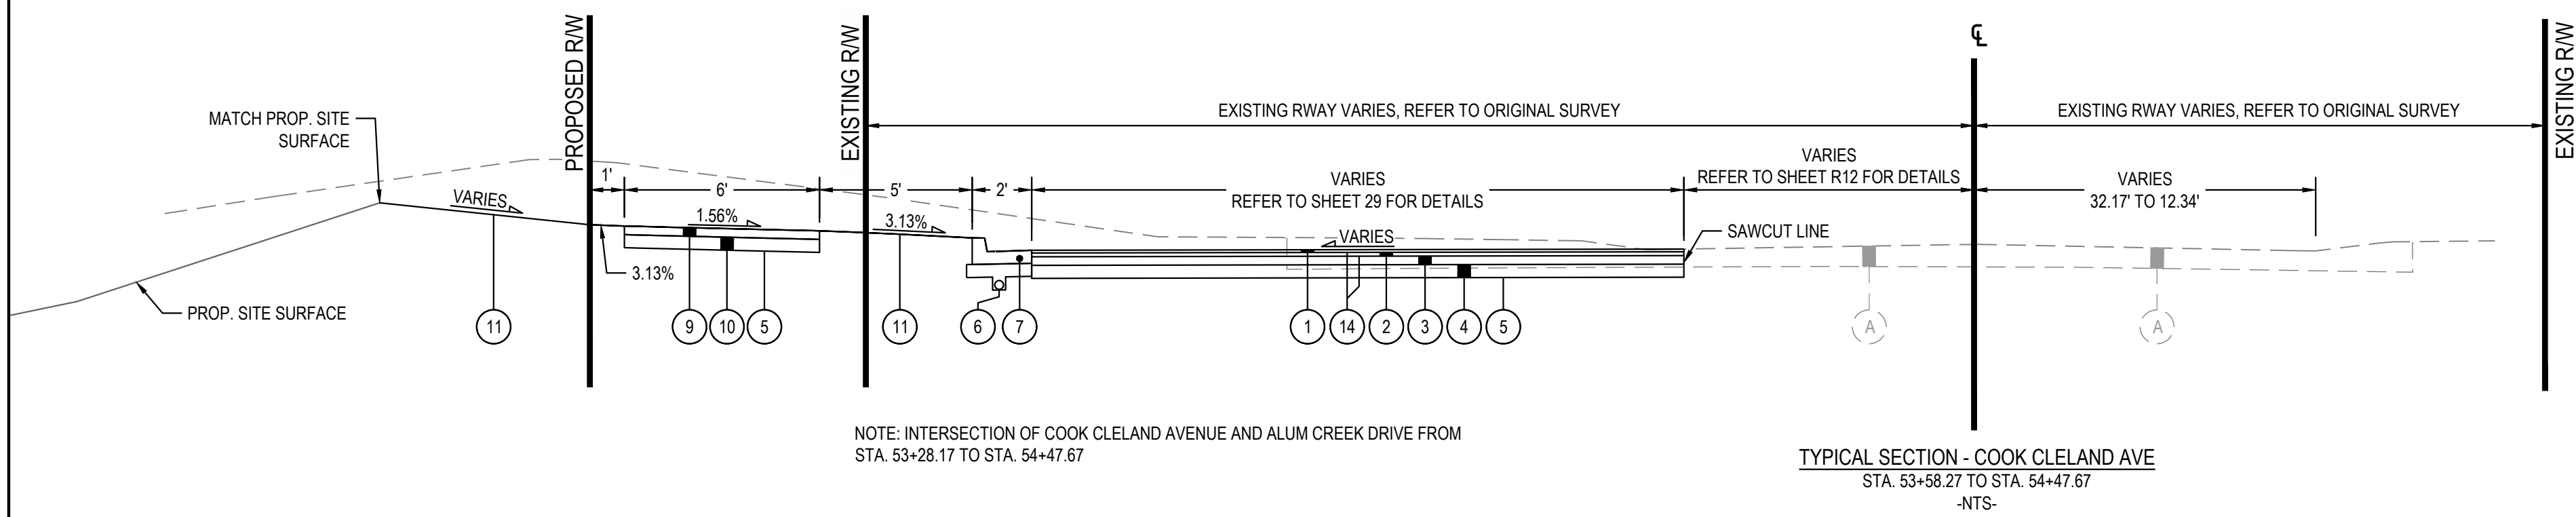 PROPOSED R/W
EXISTING R/W
℄
EXISTING R/W
MATCH PROP. SITE
SURFACE
EXISTING RWAY VARIES, REFER TO ORIGINAL SURVEY
EXISTING RWAY VARIES, REFER TO ORIGINAL SURVEY
VARIES
REFER TO SHEET R12 FOR DETAILS
1'
6'
5'
2'
VARIES
REFER TO SHEET 29 FOR DETAILS
VARIES
32.17' TO 12.34'
VARIES
1.56%
3.13%
VARIES
SAWCUT LINE
3.13%
PROP. SITE SURFACE
11
9
10
5
11
6
7
1
14
2
3
4
5
A
A
NOTE: INTERSECTION OF COOK CLELAND AVENUE AND ALUM CREEK DRIVE FROM
STA. 53+28.17 TO STA. 54+47.67
TYPICAL SECTION - COOK CLELAND AVE
STA. 53+58.27 TO STA. 54+47.67
-NTS-